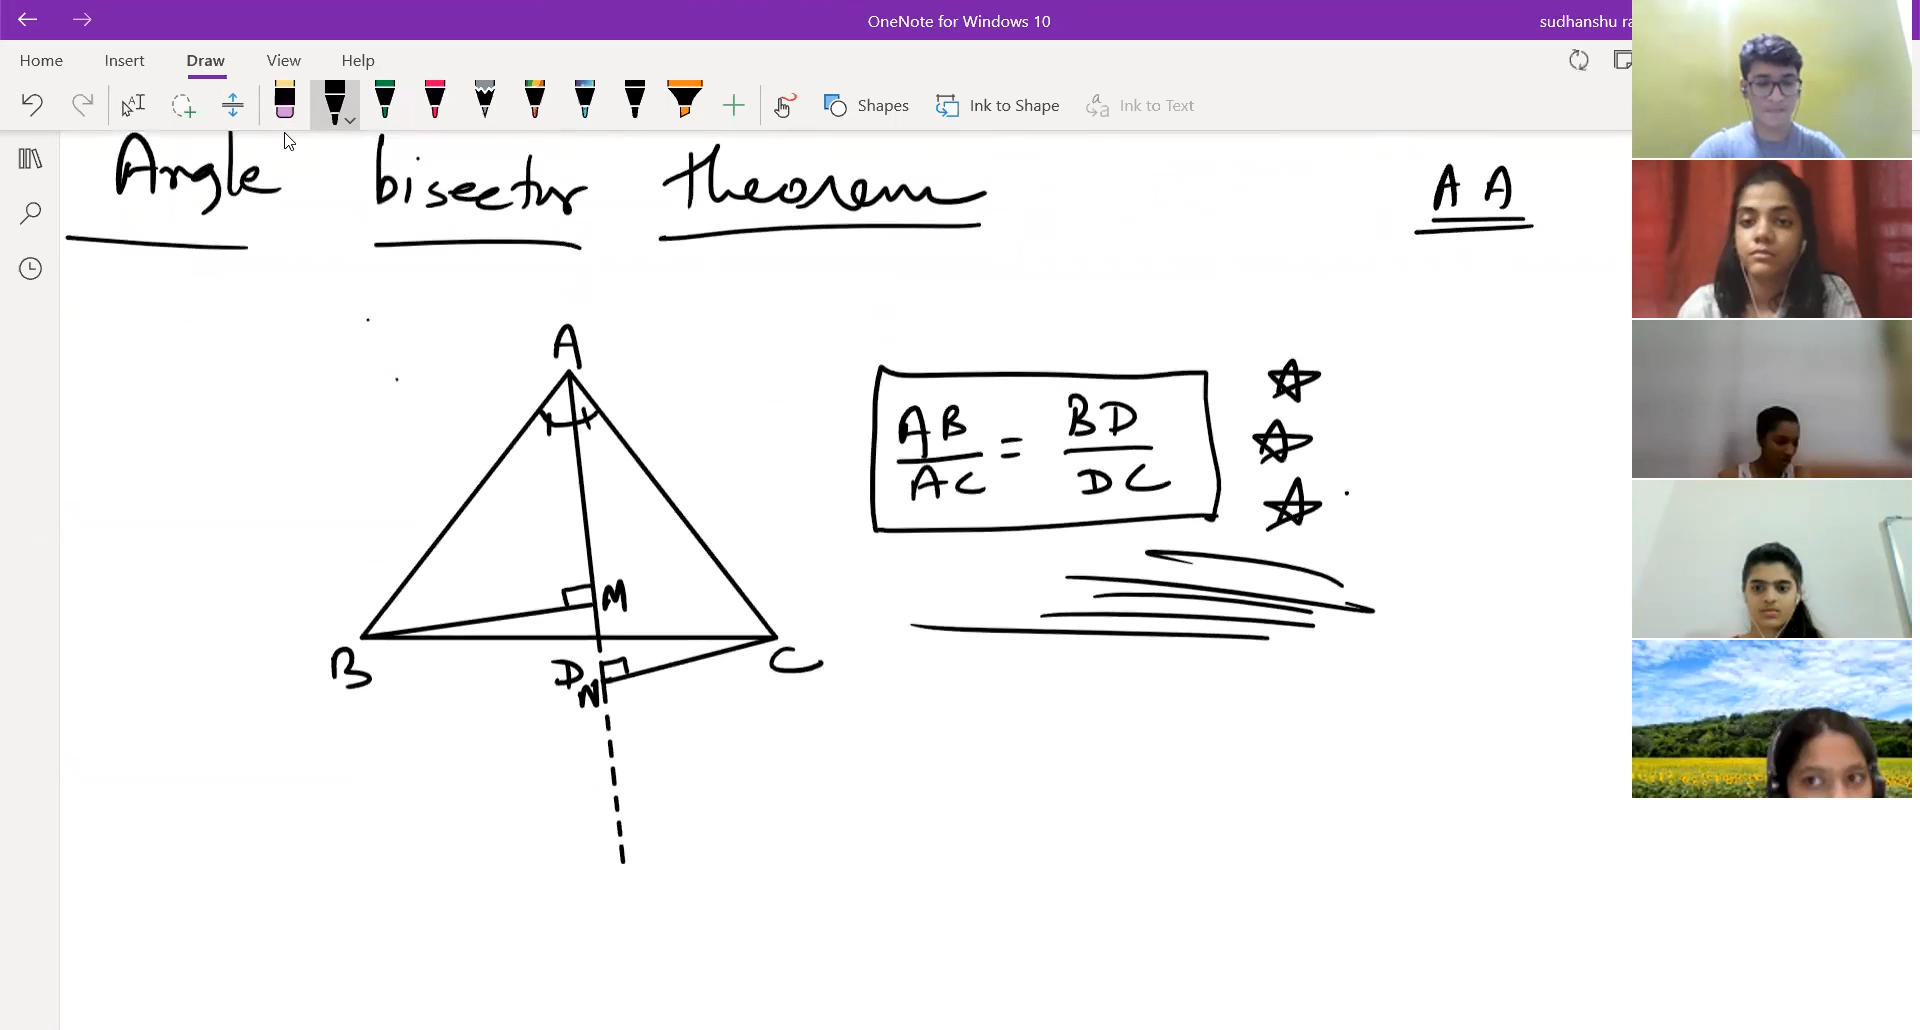 OneNote for Windows 10
sudhanshu ra
Home Insert Draw View Help
Shapes Ink to Shape Ink to Text
Angle bisector theorem
A A
A
AB/AC = BD/DC
M
B
D
N
C